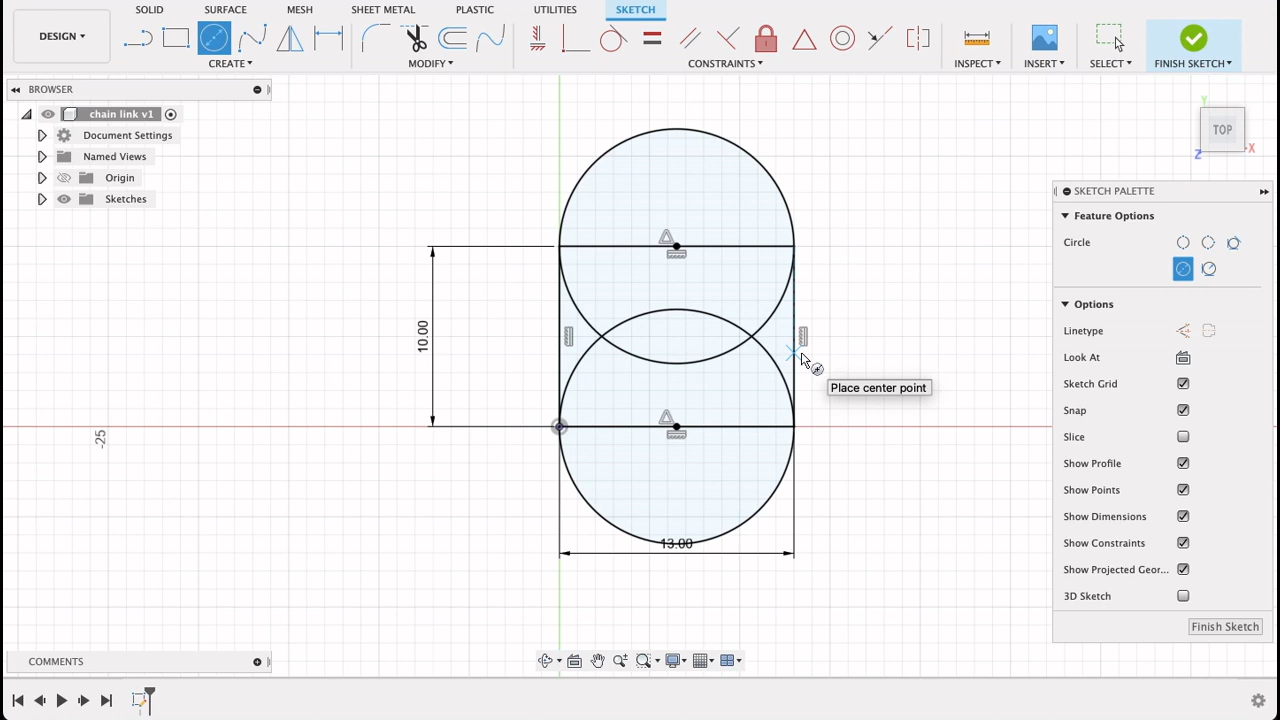 SOLID SURFACE MESH SHEET METAL PLASTIC UTILITIES SKETCH
DESIGN
CREATE MODIFY CONSTRAINTS INSPECT INSERT SELECT FINISH SKETCH
BROWSER
chain link v1
Document Settings
Named Views
Origin
Sketches
TOP
Y
X
Z
SKETCH PALETTE
Feature Options
Circle
Options
Linetype
Look At
Sketch Grid
Snap
Slice
Show Profile
Show Points
Show Dimensions
Show Constraints
Show Projected Geor...
3D Sketch
Finish Sketch
10.00
Place center point
-25
13.00
COMMENTS